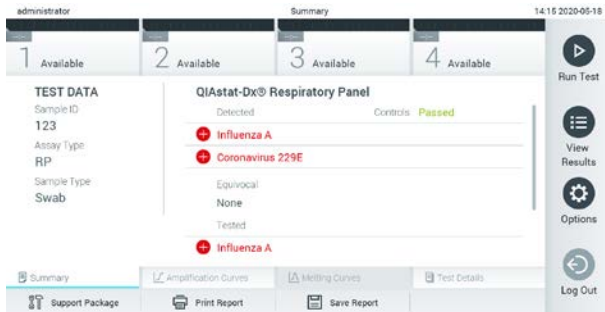 administrator Summary 14:15 2020-05-18
1 Available 2 Available 3 Available 4 Available
Run Test
TEST DATA
Sample ID
123
Assay Type
RP
Sample Type
Swab
QIAstat-Dx® Respiratory Panel
Detected Controls Passed
Influenza A
Coronavirus 229E
Equivocal
None
Tested
Influenza A
View
Results
Options
Log Out
Summary Amplification Curves Melting Curves Test Details
Support Package Print Report Save Report